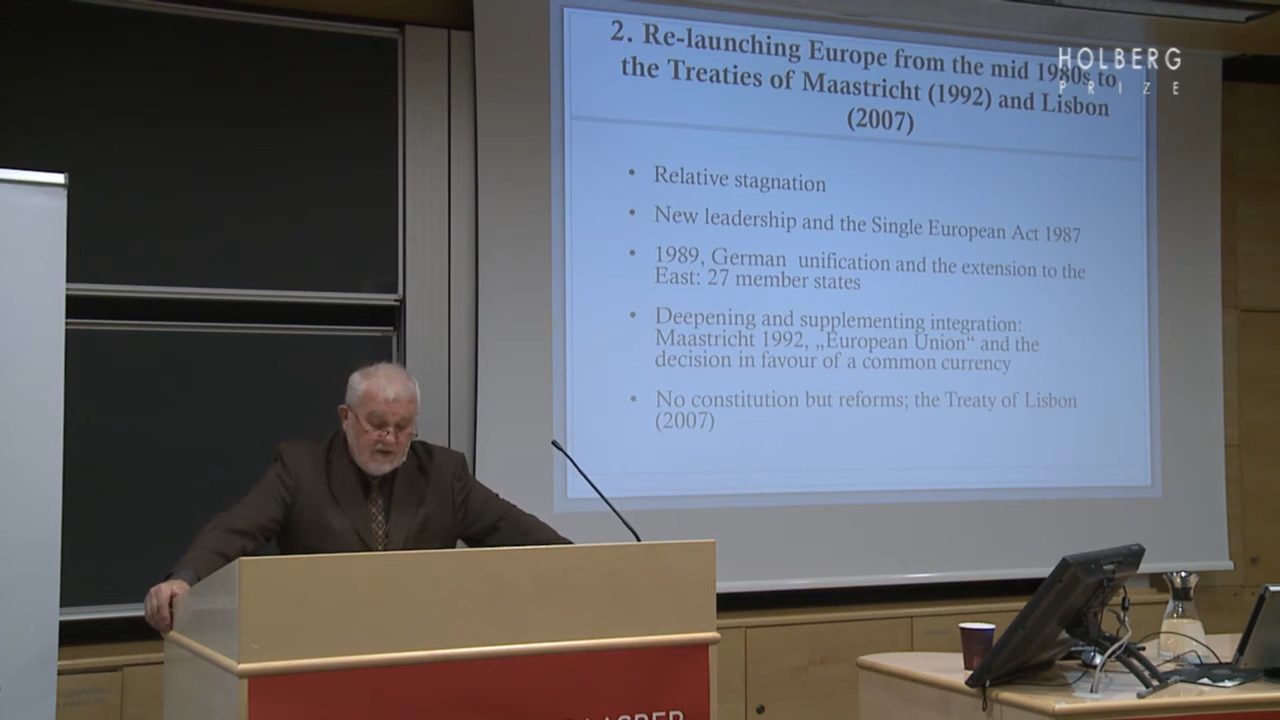 2. Re-launching Europe from the mid 1980s to
the Treaties of Maastricht (1992) and Lisbon
(2007)
HOLBERG
PRIZE
• Relative stagnation
• New leadership and the Single European Act 1987
• 1989, German unification and the extension to the
East: 27 member states
• Deepening and supplementing integration:
Maastricht 1992, „European Union“ and the
decision in favour of a common currency
• No constitution but reforms; the Treaty of Lisbon
(2007)